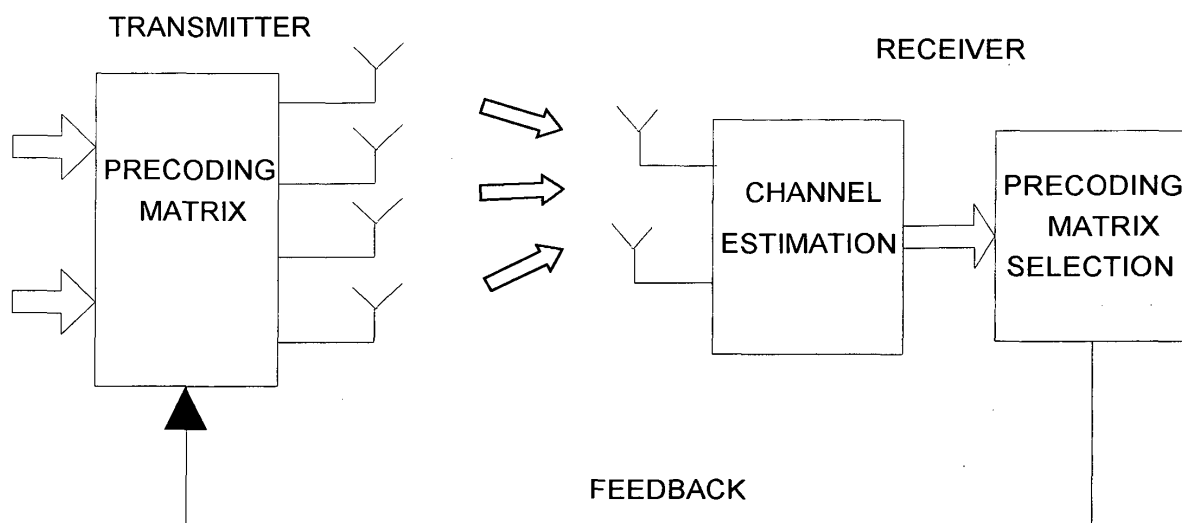 TRANSMITTER
PRECODING
MATRIX
RECEIVER
CHANNEL
ESTIMATION
PRECODING
MATRIX
SELECTION
FEEDBACK